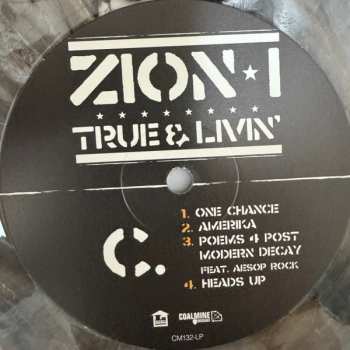 ZION★I
TRUE & LIVIN'
C.
1. ONE CHANCE
2. AMERIKA
3. POEMS 4 POST
MODERN DECAY
FEAT. AESOP ROCK
4. HEADS UP
COALMINE
CM132-LP